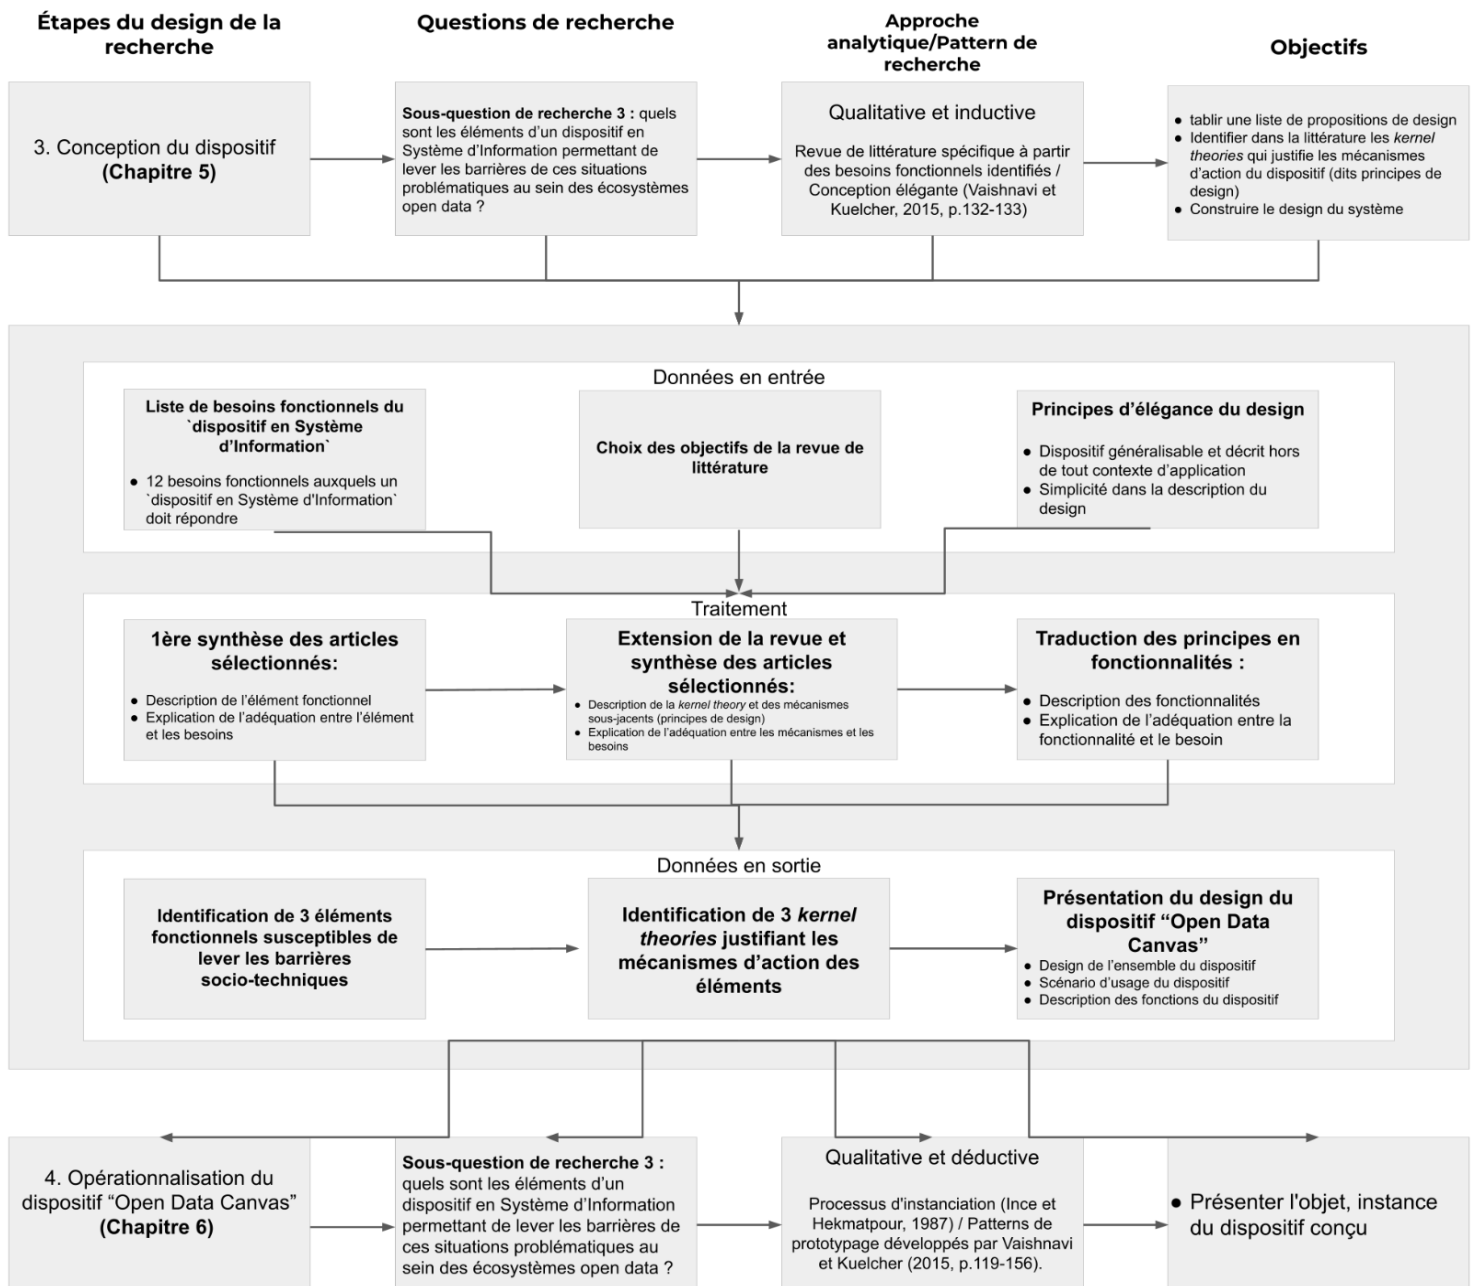 Étapes du design de la
recherche
Questions de recherche
Approche
analytique/Pattern de
recherche
Objectifs
3. Conception du dispositif
(Chapitre 5)
Sous-question de recherche 3 : quels
sont les éléments d’un dispositif en
Système d’Information permettant de
lever les barrières de ces situations
problématiques au sein des écosystèmes
open data ?
Qualitative et inductive
Revue de littérature spécifique à partir
des besoins fonctionnels identifiés /
Conception élégante (Vaishnavi et
Kuelcher, 2015, p.132-133)
● tablir une liste de propositions de design
● Identifier dans la littérature les kernel
theories qui justifie les mécanismes
d’action du dispositif (dits principes de
design)
● Construire le design du système
Données en entrée
Liste de besoins fonctionnels du
`dispositif en Système
d’Information`
● 12 besoins fonctionnels auxquels un
`dispositif en Système d'Information`
doit répondre
Choix des objectifs de la revue de
littérature
Principes d’élégance du design
● Dispositif généralisable et décrit hors
de tout contexte d’application
● Simplicité dans la description du
design
Traitement
1ère synthèse des articles
sélectionnés:
● Description de l’élément fonctionnel
● Explication de l’adéquation entre l’élément
et les besoins
Extension de la revue et
synthèse des articles
sélectionnés:
● Description de la kernel theory et des mécanismes
sous-jacents (principes de design)
● Explication de l’adéquation entre les mécanismes et les
besoins
Traduction des principes en
fonctionnalités :
● Description des fonctionnalités
● Explication de l’adéquation entre la
fonctionnalité et le besoin
Données en sortie
Identification de 3 éléments
fonctionnels susceptibles de
lever les barrières
socio-techniques
Identification de 3 kernel
theories justifiant les
mécanismes d’action des
éléments
Présentation du design du
dispositif “Open Data
Canvas”
● Design de l’ensemble du dispositif
● Scénario d’usage du dispositif
● Description des fonctions du dispositif
4. Opérationnalisation du
dispositif “Open Data Canvas”
(Chapitre 6)
Sous-question de recherche 3 :
quels sont les éléments d’un
dispositif en Système d’Information
permettant de lever les barrières de
ces situations problématiques au
sein des écosystèmes open data ?
Qualitative et déductive
Processus d'instanciation (Ince et
Hekmatpour, 1987) / Patterns de
prototypage développés par Vaishnavi
et Kuelcher (2015, p.119-156).
● Présenter l'objet, instance
du dispositif conçu